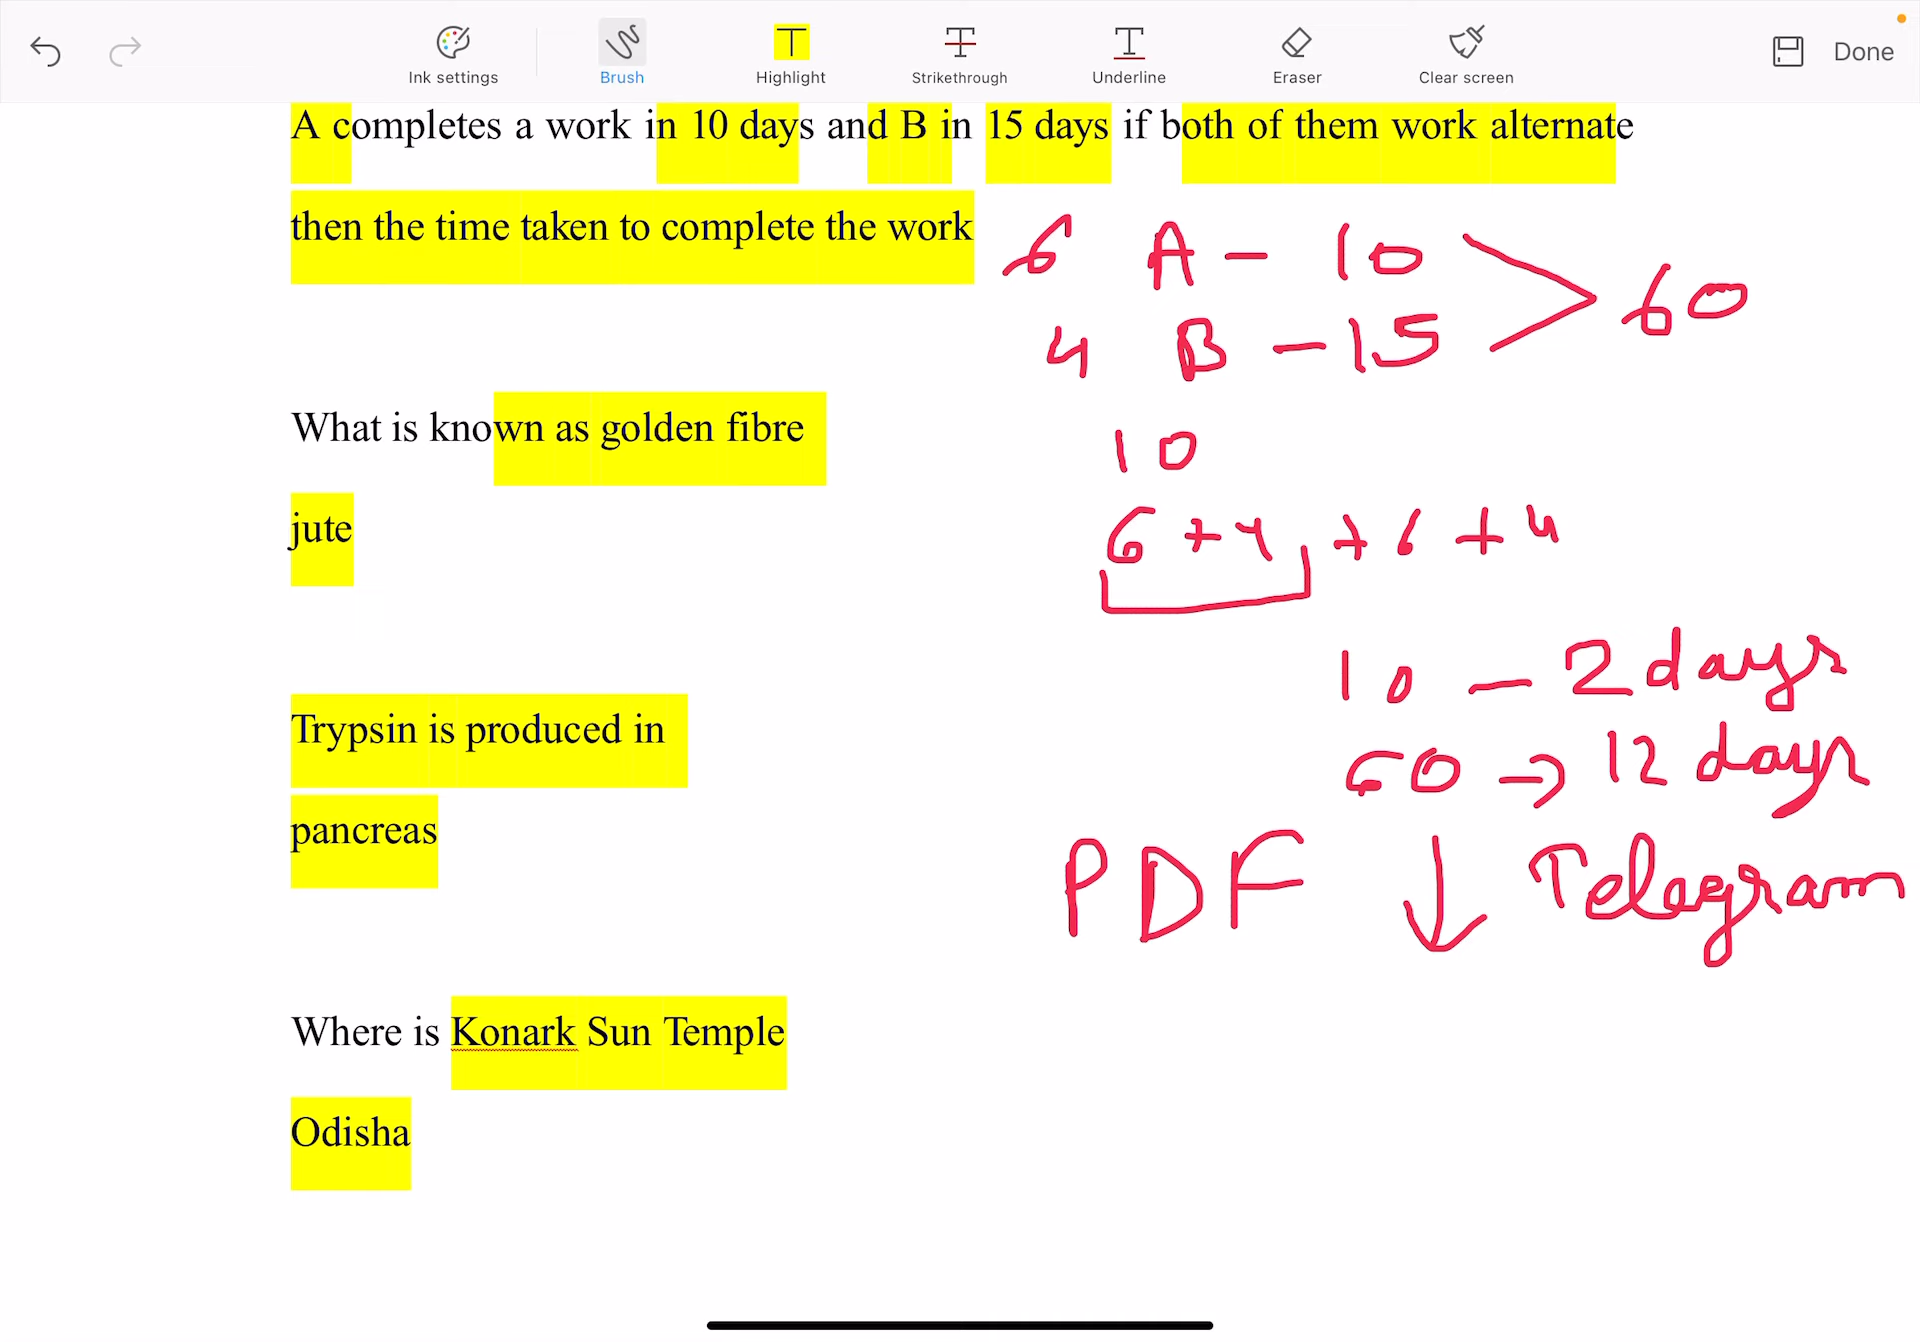 Ink settings Brush Highlight Strikethrough Underline Eraser Clear screen Done
A completes a work in 10 days and B in 15 days if both of them work alternate
then the time taken to complete the work
6 A - 10
60
4 B - 15
What is known as golden fibre
10
jute
6 + 4 + 6 + 4
10 - 2 days
Trypsin is produced in
60 → 12 days
pancreas
PDF ↓ Telegram
Where is Konark Sun Temple
Odisha